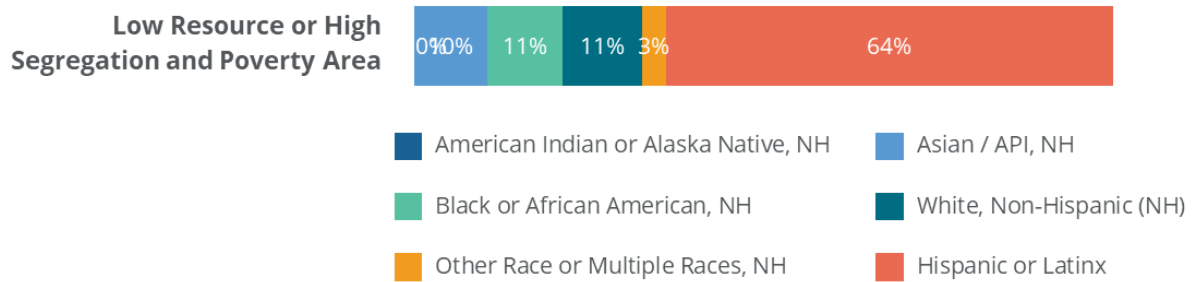 Low Resource or High
Segregation and Poverty Area
0% 10% 11% 11% 3% 64%
American Indian or Alaska Native, NH Asian / API, NH
Black or African American, NH White, Non-Hispanic (NH)
Other Race or Multiple Races, NH Hispanic or Latinx